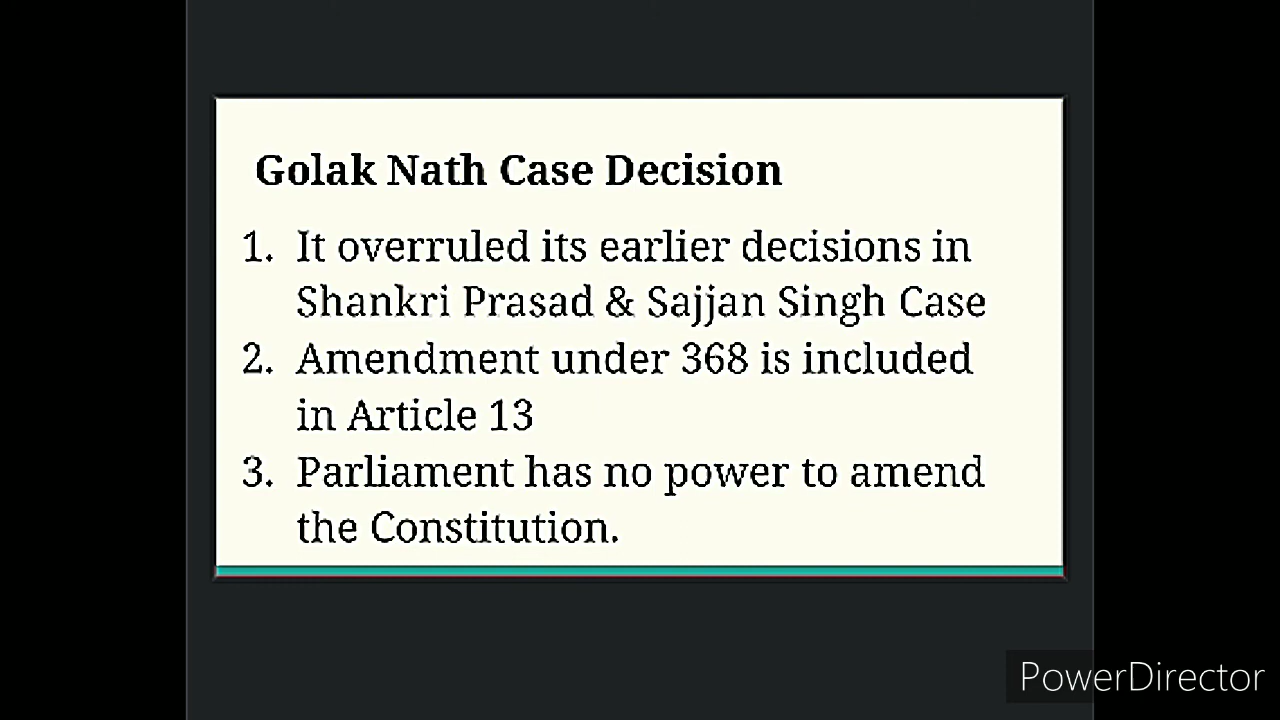 Golak Nath Case Decision
1. It overruled its earlier decisions in
Shankri Prasad & Sajjan Singh Case
2. Amendment under 368 is included
in Article 13
3. Parliament has no power to amend
the Constitution.
PowerDirector